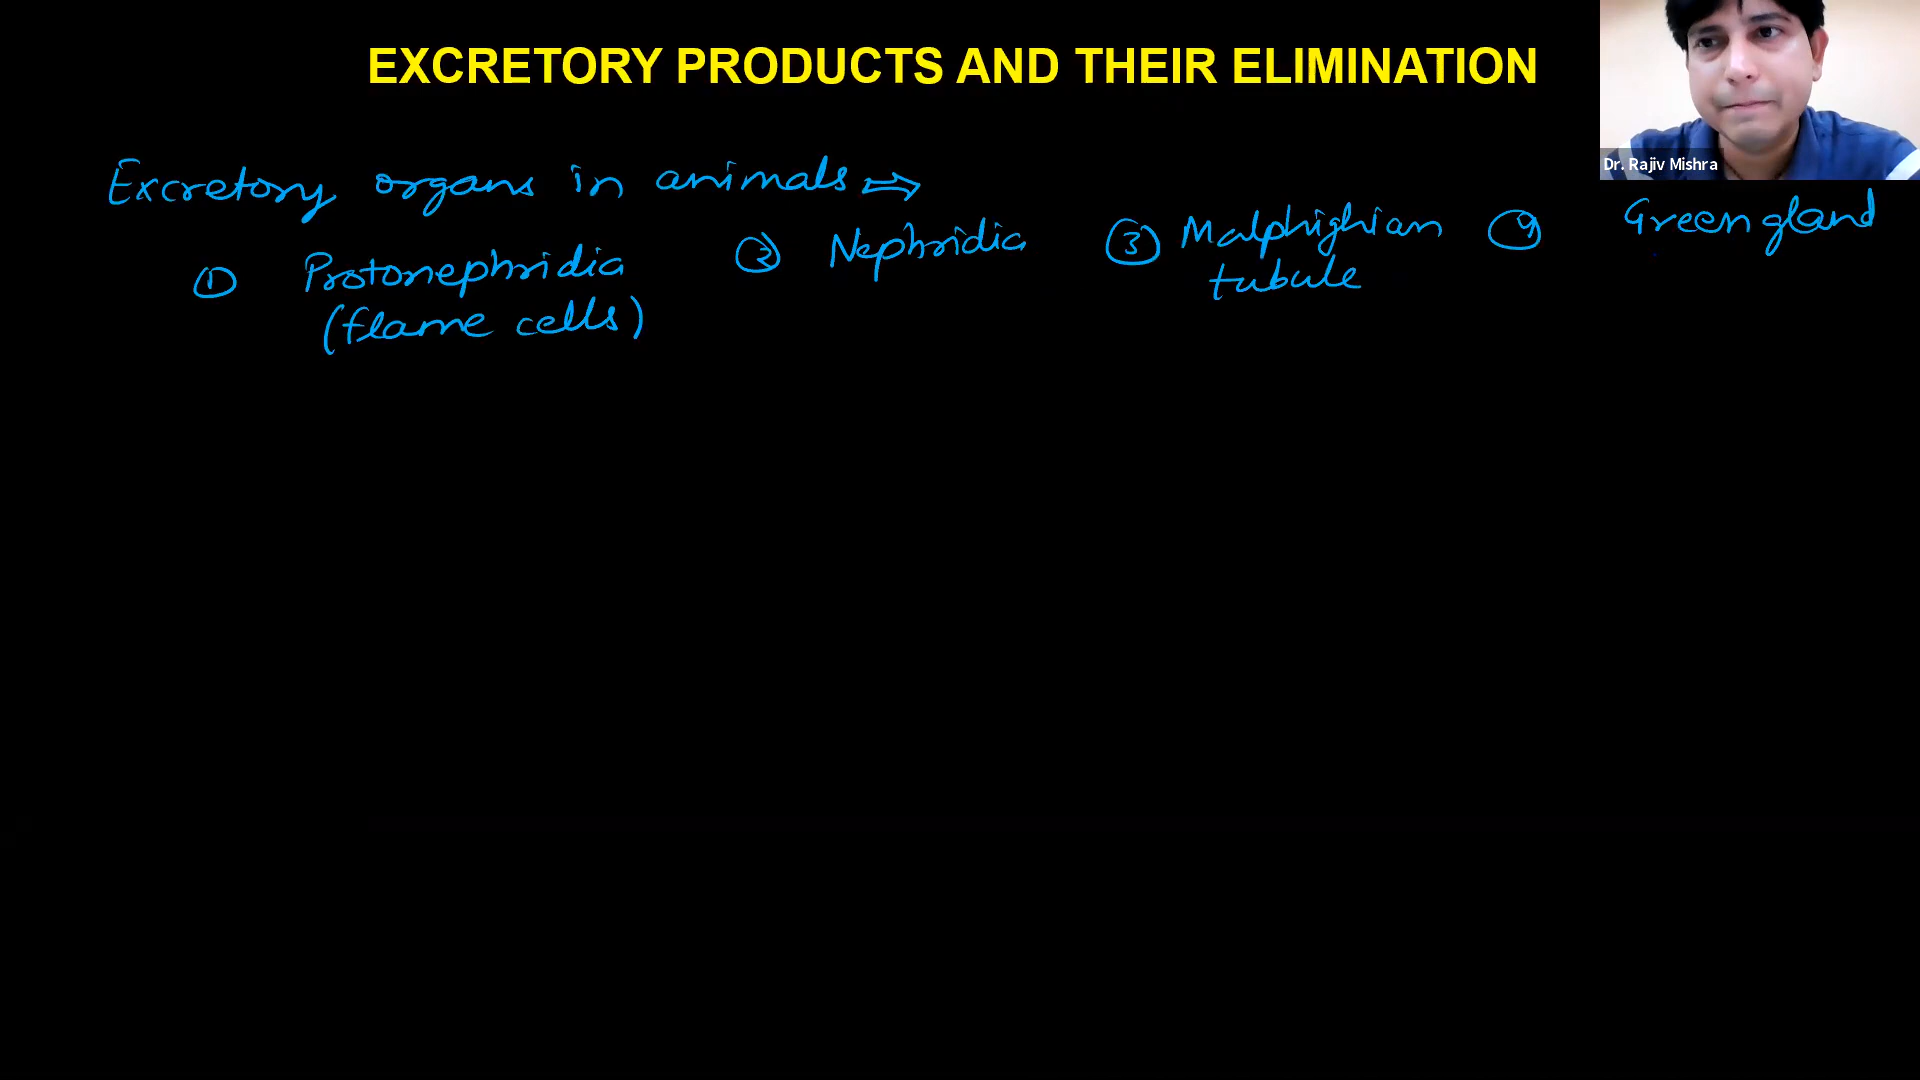 EXCRETORY PRODUCTS AND THEIR ELIMINATION
Dr. Rajiv Mishra
Excretory organs in animals ⇒
① Protonephridia
(flame cells)
② Nephridia
③ Malphighian
tubule
④ Green gland